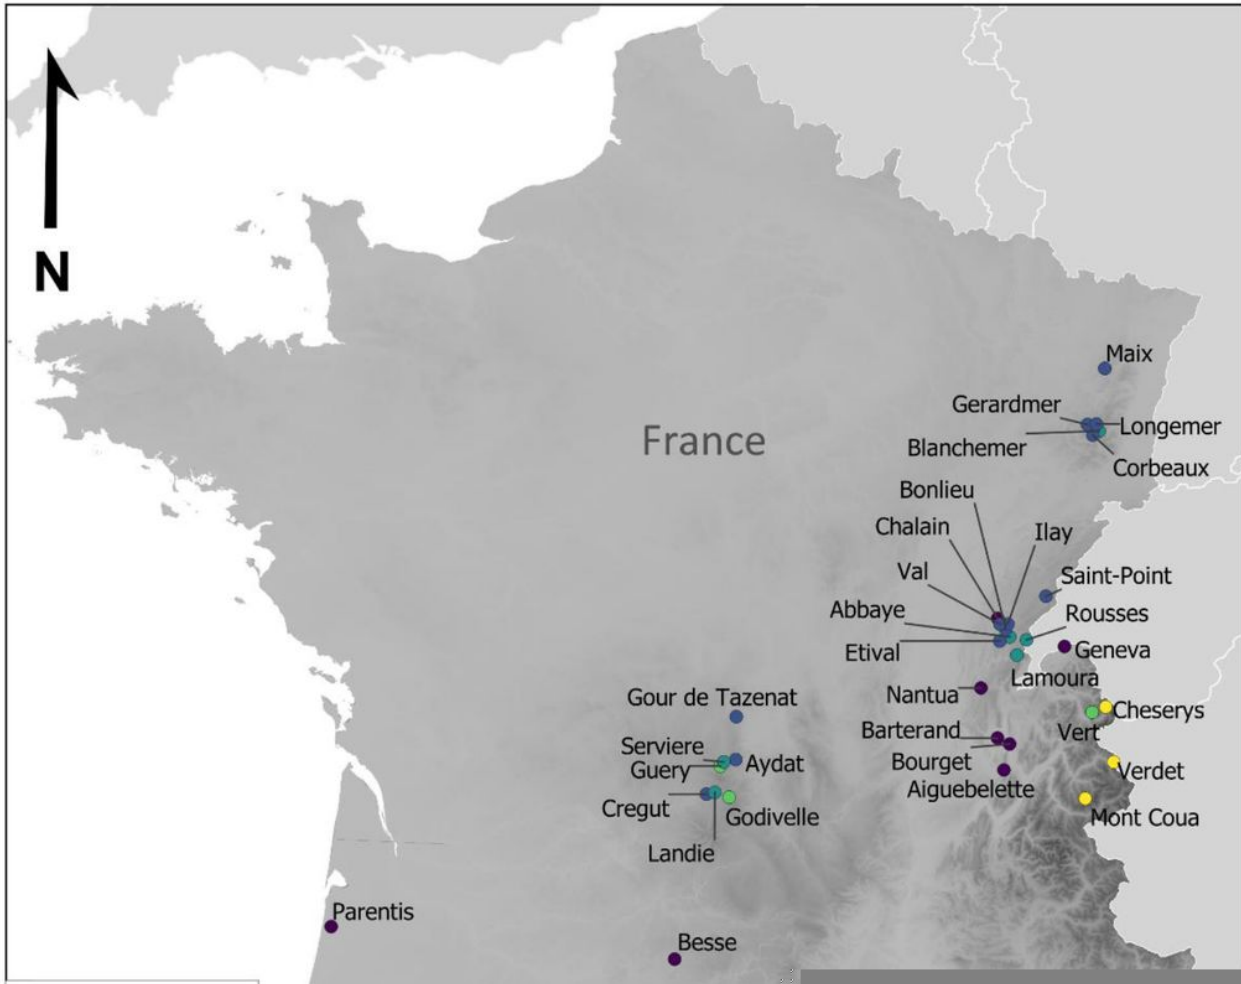 N
Maix
Gerardmer
France
Longemer
Blanchemer
Corbeaux
Bonlieu
Chalain
Ilay
Val
Saint-Point
Abbaye
Rousses
Etival
Geneva
Lamoura
Nantua
Gour de Tazenat
Cheserys
Barterand
Vert
Serviere
Bourget
Guery
Aydat
Verdet
Aiguebelette
Cregut
Godivelle
Mont Coua
Landie
Parentis
Besse